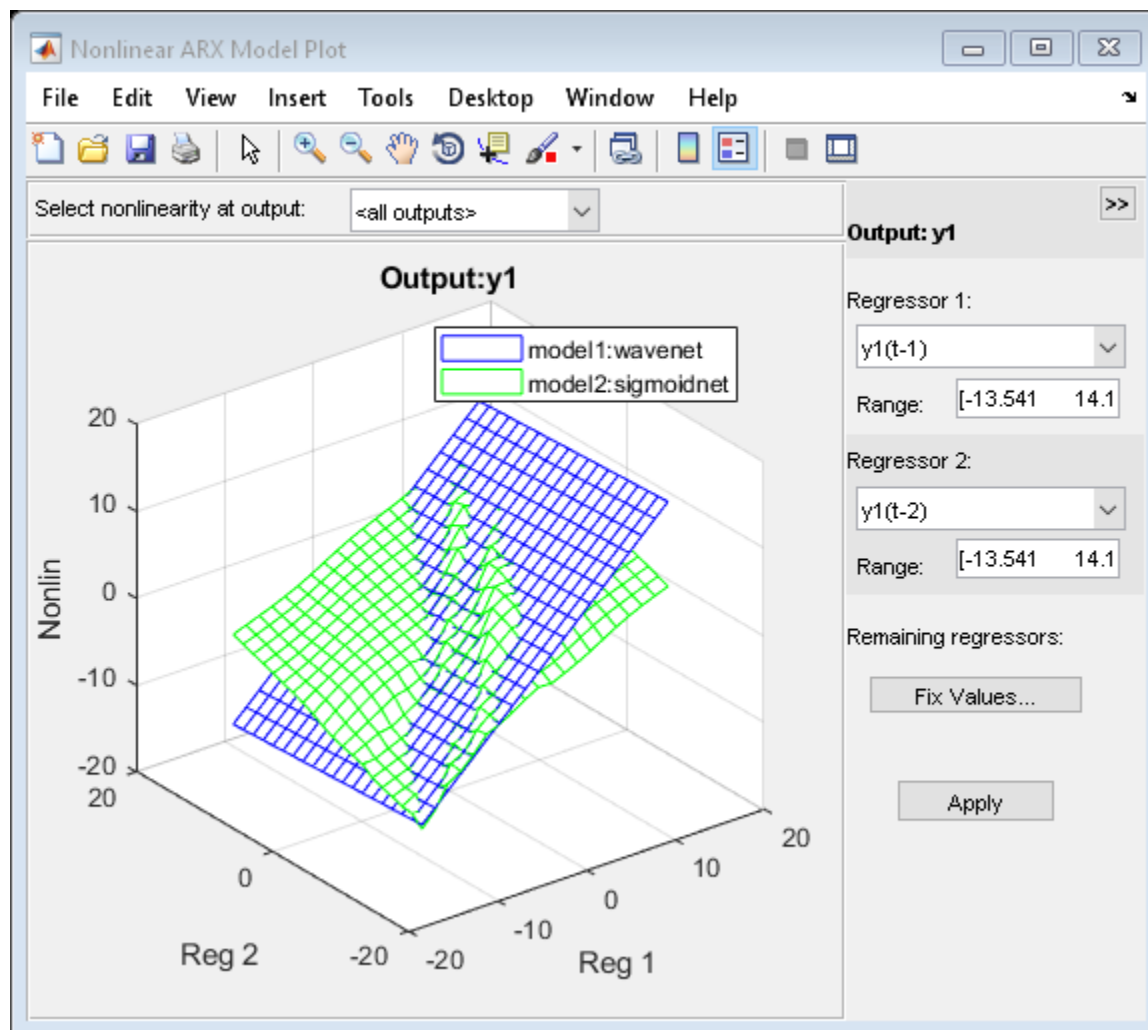 Nonlinear ARX Model Plot
File Edit View Insert Tools Desktop Window Help
Select nonlinearity at output: <all outputs>
>>
Output: y1
Output:y1
model1:wavenet
model2:sigmoidnet
Nonlin
20
10
0
-10
-20
20
0
-20
Reg 2
-20
-10
0
10
20
Reg 1
Regressor 1:
y1(t-1)
Range: [-13.541 14.1
Regressor 2:
y1(t-2)
Range: [-13.541 14.1
Remaining regressors:
Fix Values...
Apply